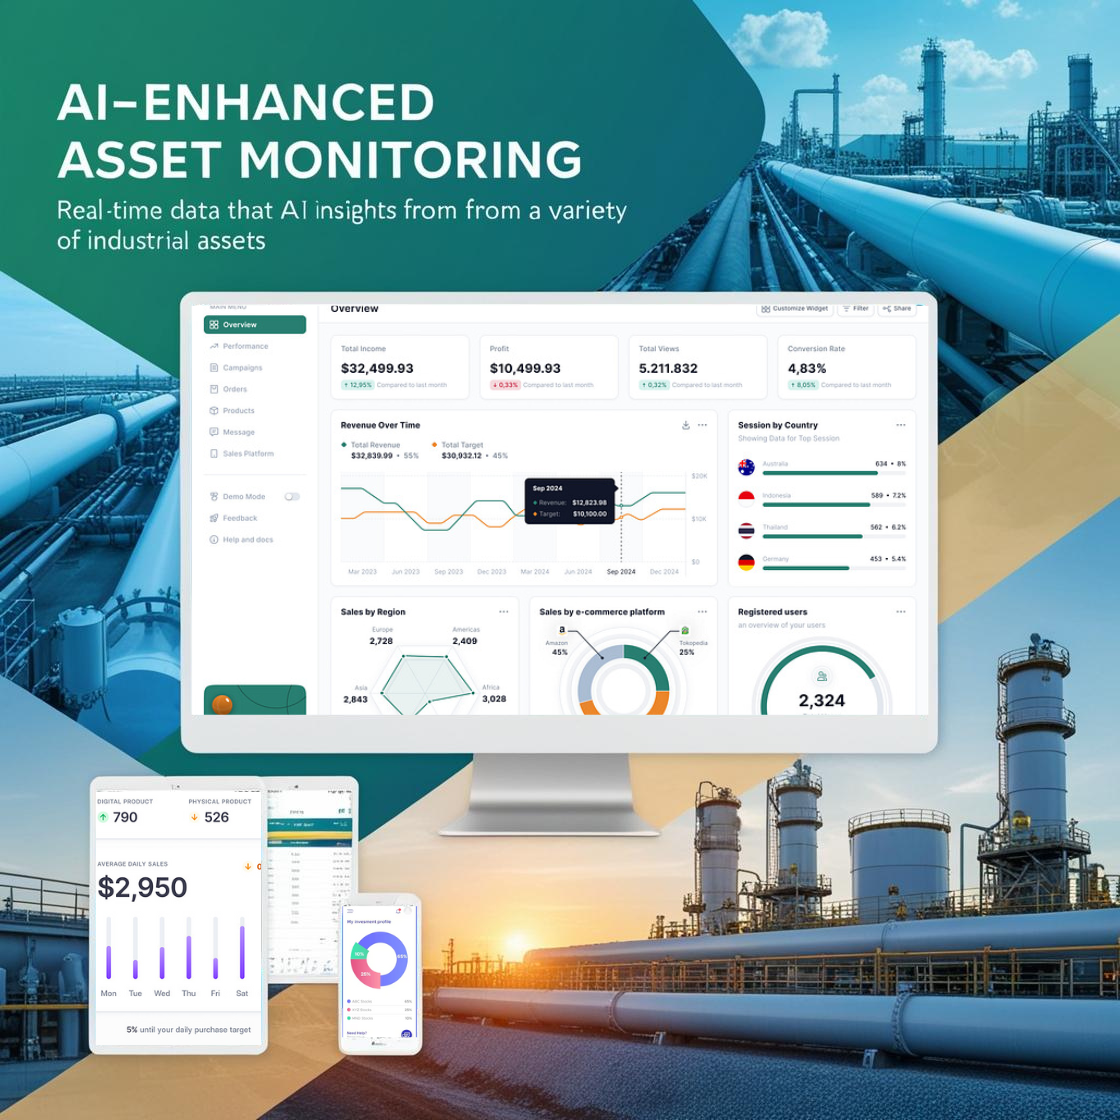 AI-ENHANCED
ASSET MONITORING
Real-time data that AI insights from from a variety
of industrial assets
MAIN MENU
Overview
Performance
Campaigns
Orders
Products
Message
Sales Platform
Demo Mode
Feedback
Help and docs
Overview
Customize Widget
Filter
Share
Total Income
$32,499.93
↑ 12,95% Compared to last month
Profit
$10,499.93
↓ 0,33% Compared to last month
Total Views
5.211.832
↑ 0,32% Compared to last month
Conversion Rate
4,83%
↑ 8,05% Compared to last month
Revenue Over Time
Total Revenue
$32,839.99 • 55%
Total Target
$30,932.12 • 45%
$20K
$10K
$0
Sep 2024
Revenue: $12,823.98
Target: $10,100.00
Mar 2023 Jun 2023 Sep 2023 Dec 2023 Mar 2024 Jun 2024 Sep 2024 Dec 2024
Session by Country
Showing Data for Top Session
Australia 634 • 8%
Indonesia 589 • 7.2%
Thailand 562 • 6.2%
Germany 453 • 5.4%
Sales by Region
Europe
2,728
Americas
2,409
Asia
2,843
Africa
3,028
Sales by e-commerce platform
a
Amazon
45%
Tokopedia
25%
Registered users
an overview of your users
2,324
DIGITAL PRODUCT
790
PHYSICAL PRODUCT
526
AVERAGE DAILY SALES
$2,950
Mon Tue Wed Thu Fri Sat
5% until your daily purchase target
My investment profile
Need Help?